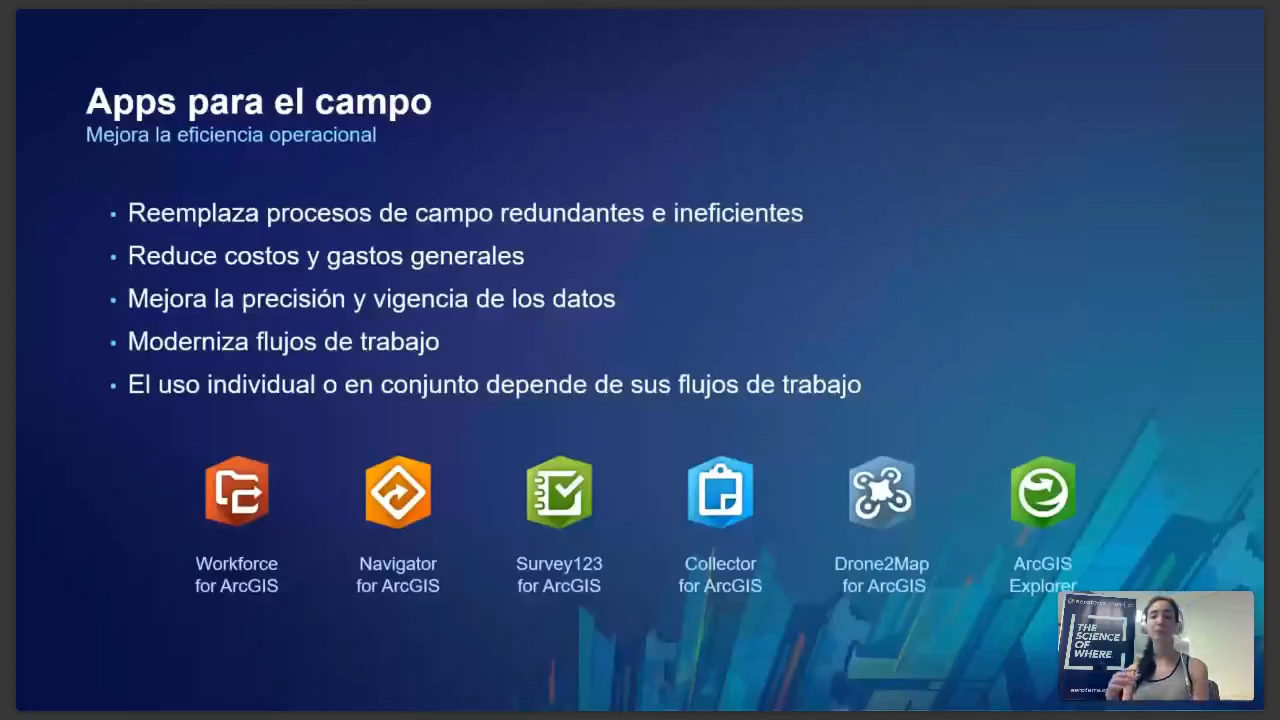 Apps para el campo
Mejora la eficiencia operacional
Reemplaza procesos de campo redundantes e ineficientes
Reduce costos y gastos generales
Mejora la precisión y vigencia de los datos
Moderniza flujos de trabajo
El uso individual o en conjunto depende de sus flujos de trabajo
Workforce
for ArcGIS
Navigator
for ArcGIS
Survey123
for ArcGIS
Collector
for ArcGIS
Drone2Map
for ArcGIS
ArcGIS
Explorer
THE
SCIENCE
OF
WHERE